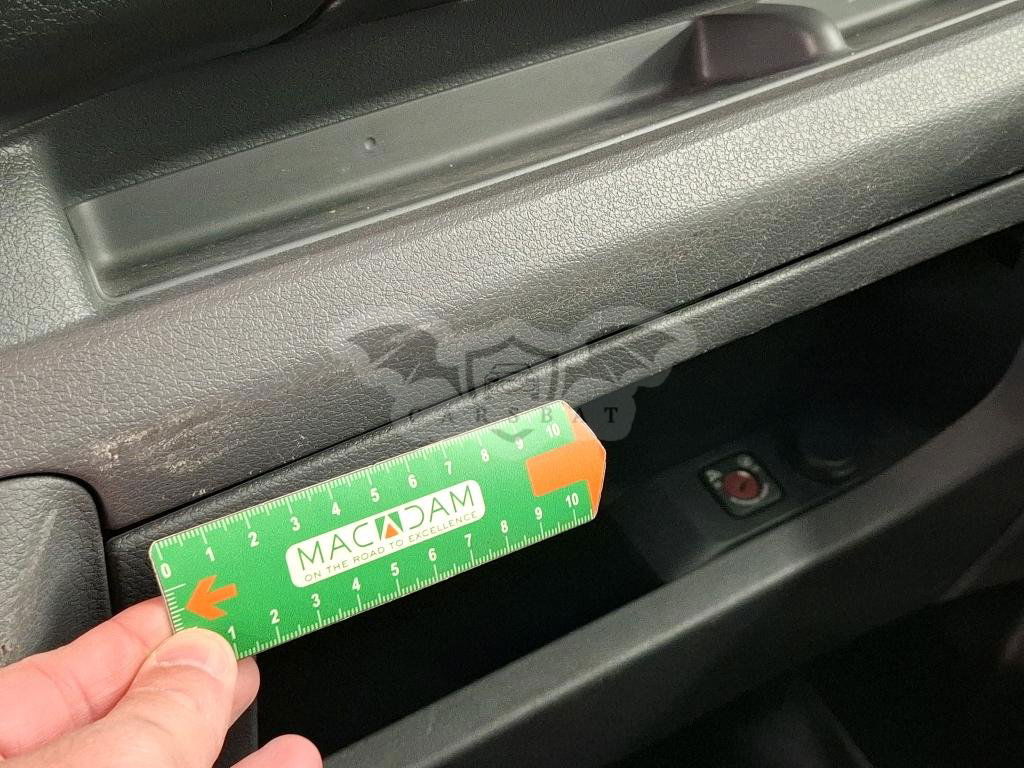 CARSBAT
0 1 2 3 4 5 6 7 8 9 10
MACADAM
ON THE ROAD TO EXCELLENCE
1 2 3 4 5 6 7 8 9 10